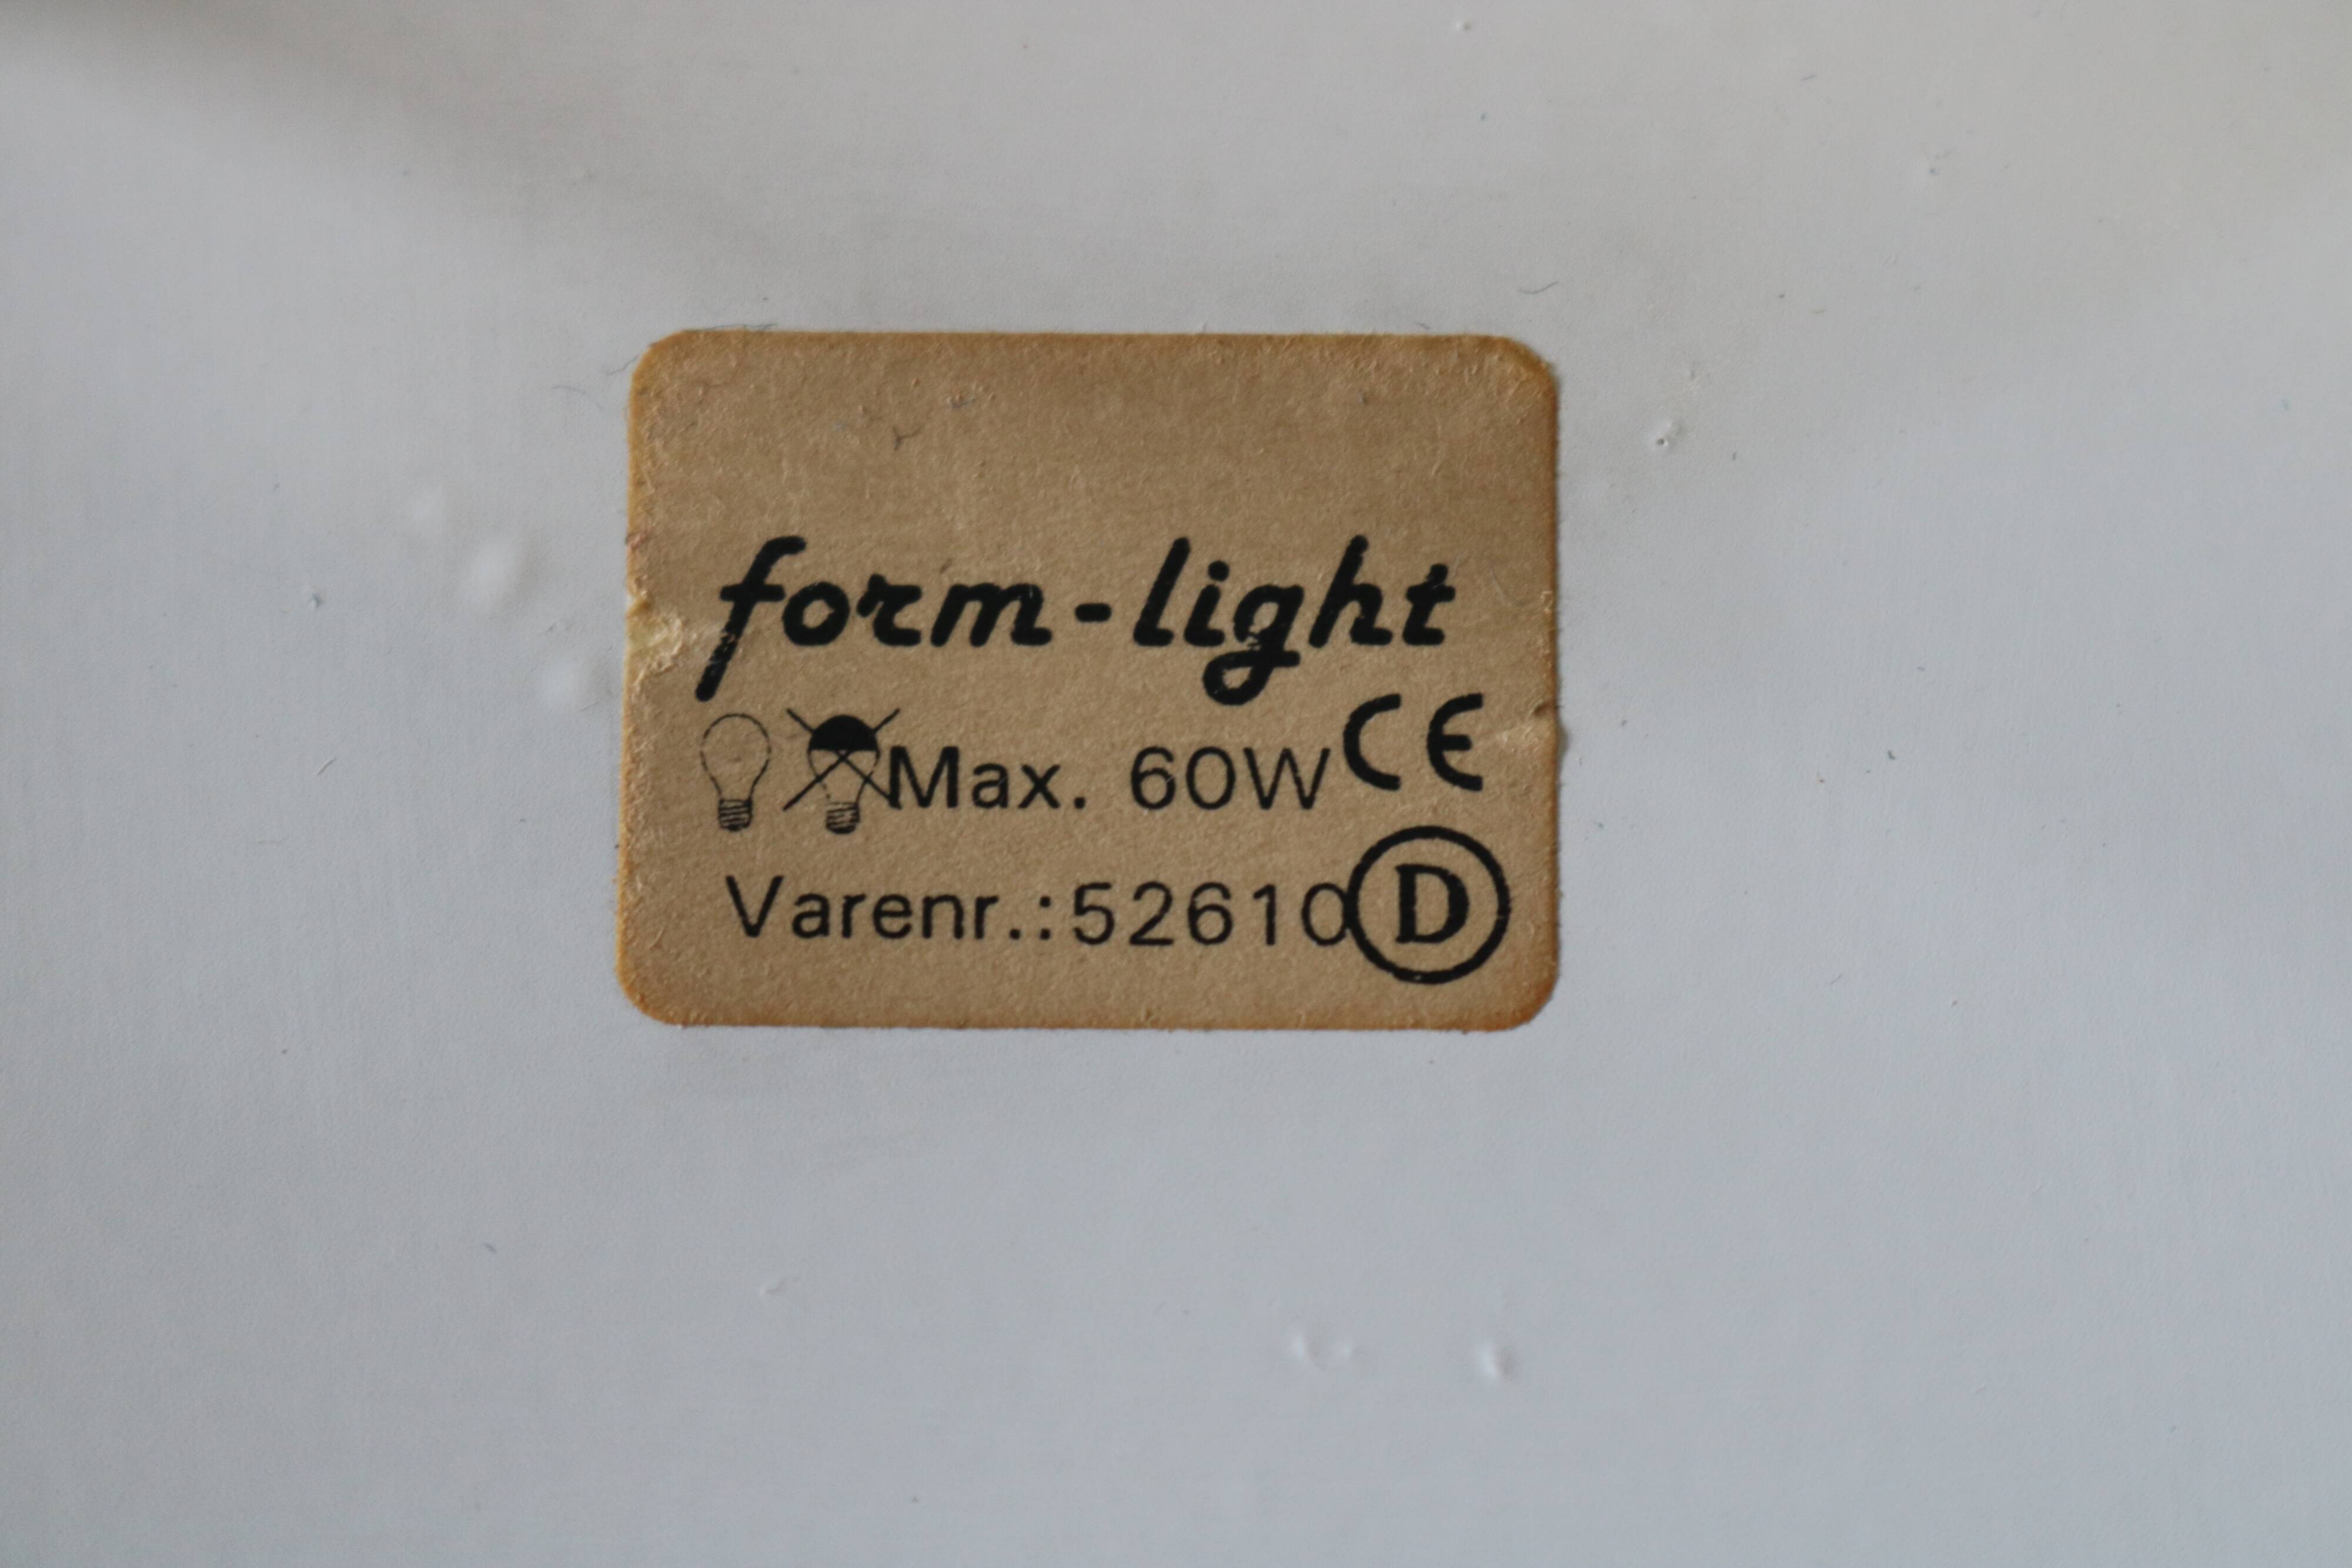 form-light
Max. 60W CE
Varenr.:52610 D